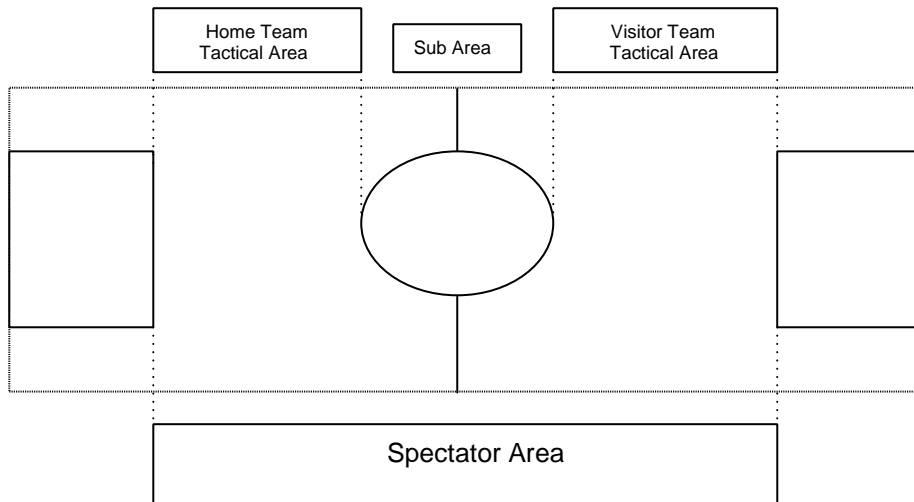 Home Team
Tactical Area
Sub Area
Visitor Team
Tactical Area
Spectator Area